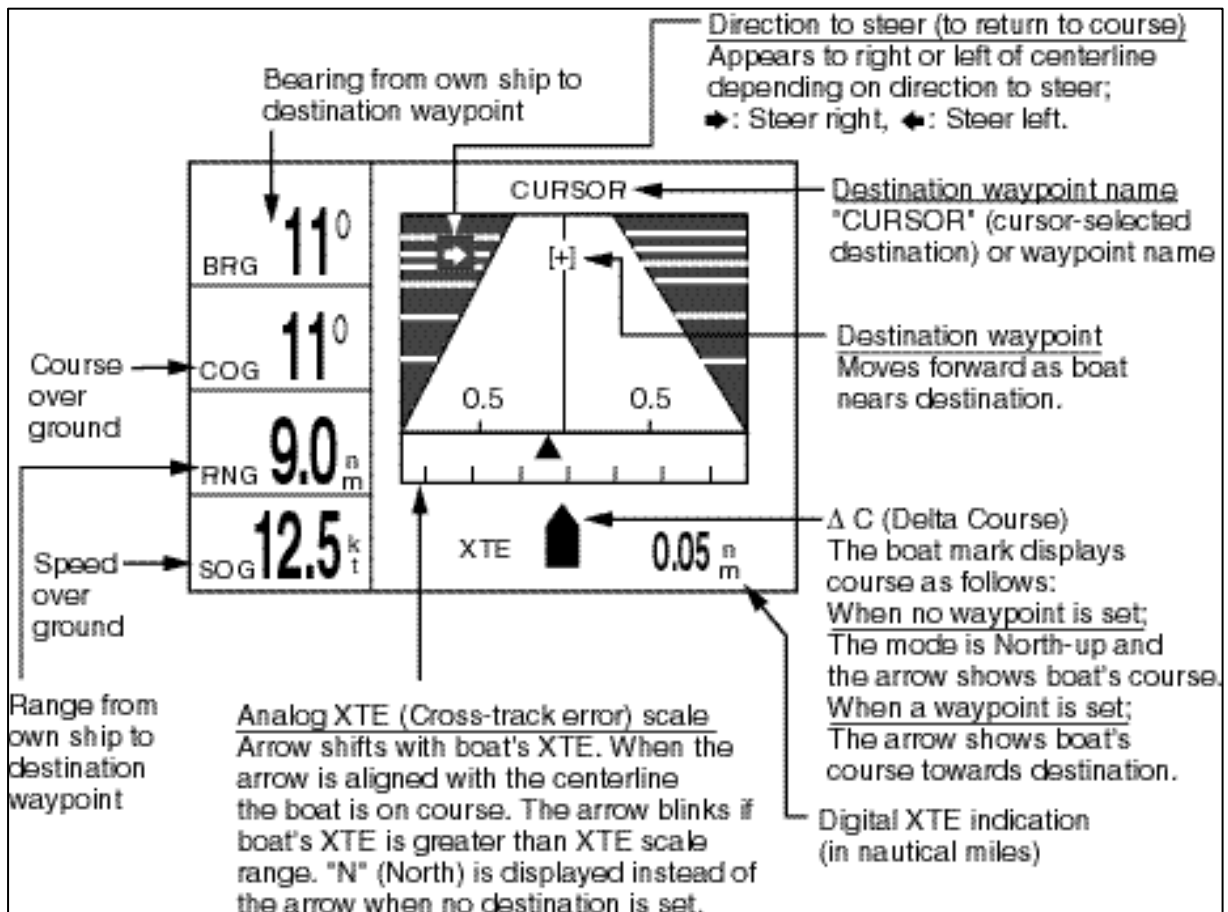 Direction to steer (to return to course)
Appears to right or left of centerline
depending on direction to steer;
➡: Steer right, ⬅: Steer left.
Bearing from own ship to
destination waypoint
CURSOR
Destination waypoint name
"CURSOR" (cursor-selected
destination) or waypoint name
BRG 11°
[+]
Destination waypoint
Moves forward as boat
nears destination.
Course
over
ground
COG 11°
0.5 0.5
RNG 9.0 nm
Speed
over
ground
SOG 12.5 kt
XTE 0.05 nm
Δ C (Delta Course)
The boat mark displays
course as follows:
When no waypoint is set;
The mode is North-up and
the arrow shows boat's course.
When a waypoint is set;
The arrow shows boat's
course towards destination.
Range from
own ship to
destination
waypoint
Analog XTE (Cross-track error) scale
Arrow shifts with boat's XTE. When the
arrow is aligned with the centerline
the boat is on course. The arrow blinks if
boat's XTE is greater than XTE scale
range. "N" (North) is displayed instead of
the arrow when no destination is set.
Digital XTE indication
(in nautical miles)